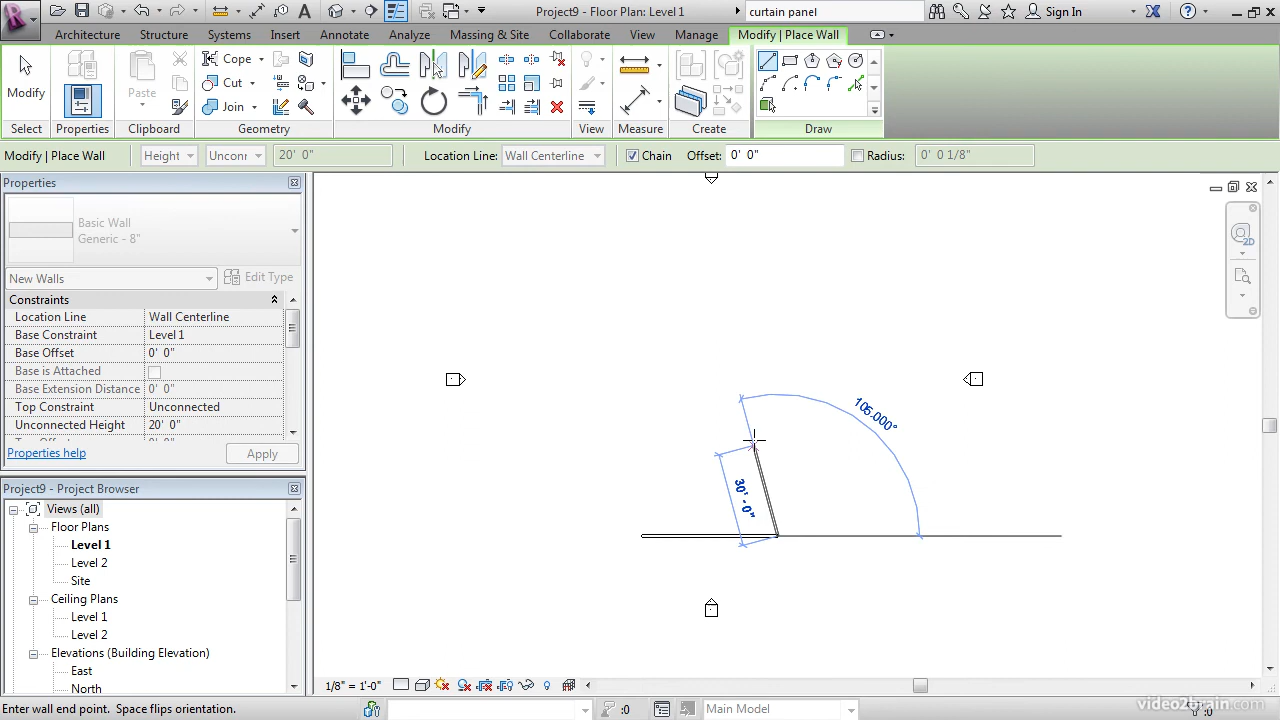 Project9 - Floor Plan: Level 1
curtain panel
Sign In
Architecture Structure Systems Insert Annotate Analyze Massing & Site Collaborate View Manage Modify | Place Wall
Modify
Paste
Cope
Cut
Join
Select Properties Clipboard Geometry Modify View Measure Create Draw
Modify | Place Wall Height Unconr 20' 0" Location Line: Wall Centerline Chain Offset: 0' 0" Radius: 0' 0 1/8"
Properties
Basic Wall
Generic - 8"
New Walls Edit Type
Constraints
Location Line Wall Centerline
Base Constraint Level 1
Base Offset 0' 0"
Base is Attached
Base Extension Distance 0' 0"
Top Constraint Unconnected
Unconnected Height 20' 0"
Properties help Apply
Project9 - Project Browser
Views (all)
Floor Plans
Level 1
Level 2
Site
Ceiling Plans
Level 1
Level 2
Elevations (Building Elevation)
East
North
2D
105.000°
30' - 0"
1/8" = 1'-0"
Enter wall end point. Space flips orientation.
:0
Main Model
:0
video2brain.com